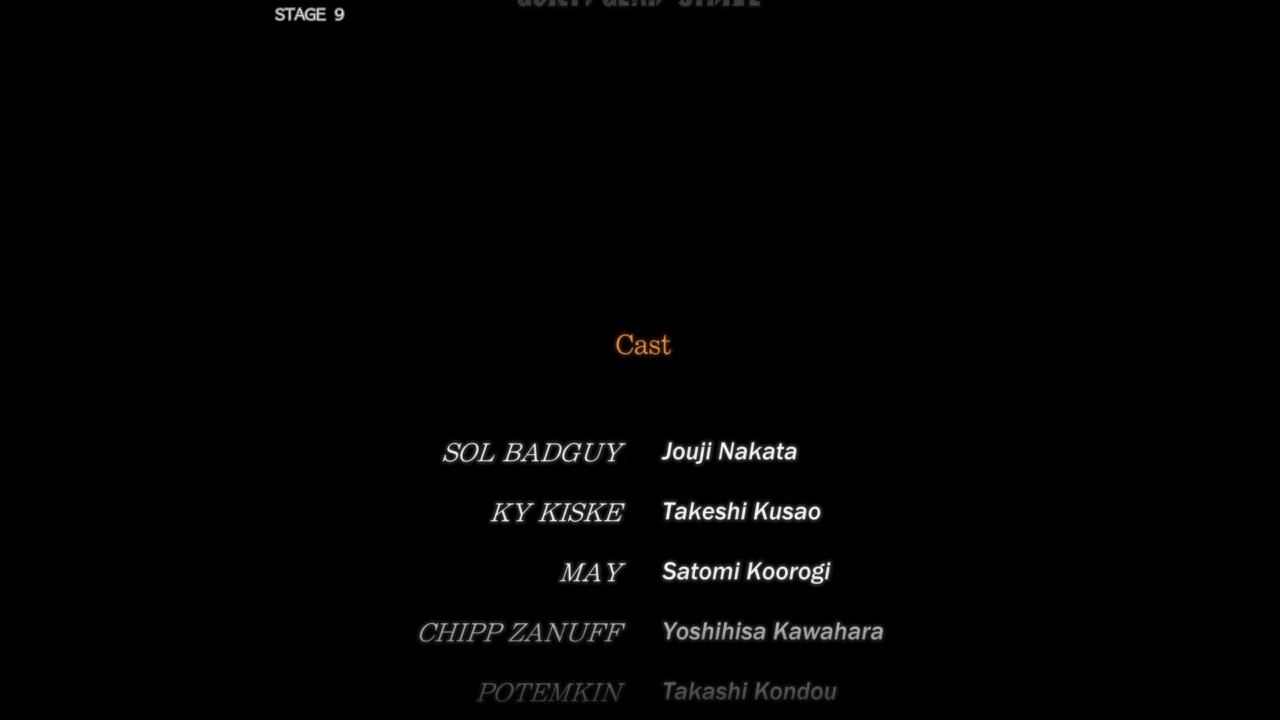 STAGE 9
Cast
SOL BADGUY Jouji Nakata
KY KISKE Takeshi Kusao
MAY Satomi Koorogi
CHIPP ZANUFF Yoshihisa Kawahara
POTEMKIN Takashi Kondou